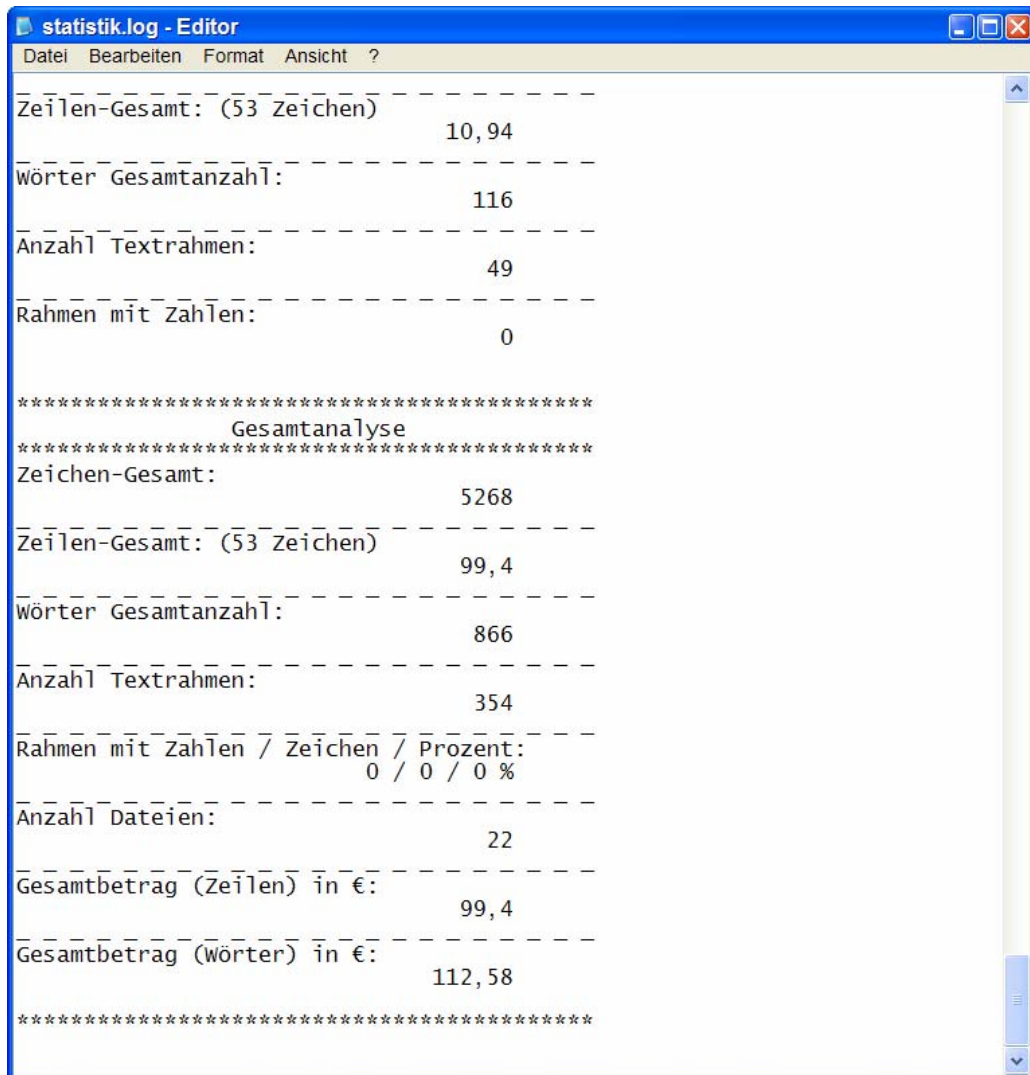 statistik.log - Editor
Datei Bearbeiten Format Ansicht ?
_ _ _ _ _ _ _ _ _ _ _ _ _ _ _ _ _ _ _ _ _ _
Zeilen-Gesamt: (53 Zeichen)
10,94
_ _ _ _ _ _ _ _ _ _ _ _ _ _ _ _ _ _ _ _ _ _
Wörter Gesamtanzahl:
116
_ _ _ _ _ _ _ _ _ _ _ _ _ _ _ _ _ _ _ _ _ _
Anzahl Textrahmen:
49
_ _ _ _ _ _ _ _ _ _ _ _ _ _ _ _ _ _ _ _ _ _
Rahmen mit Zahlen:
0
*******************************************
Gesamtanalyse
*******************************************
Zeichen-Gesamt:
5268
_ _ _ _ _ _ _ _ _ _ _ _ _ _ _ _ _ _ _ _ _ _
Zeilen-Gesamt: (53 Zeichen)
99,4
_ _ _ _ _ _ _ _ _ _ _ _ _ _ _ _ _ _ _ _ _ _
Wörter Gesamtanzahl:
866
_ _ _ _ _ _ _ _ _ _ _ _ _ _ _ _ _ _ _ _ _ _
Anzahl Textrahmen:
354
_ _ _ _ _ _ _ _ _ _ _ _ _ _ _ _ _ _ _ _ _ _
Rahmen mit Zahlen / Zeichen / Prozent:
0 / 0 / 0 %
_ _ _ _ _ _ _ _ _ _ _ _ _ _ _ _ _ _ _ _ _ _
Anzahl Dateien:
22
_ _ _ _ _ _ _ _ _ _ _ _ _ _ _ _ _ _ _ _ _ _
Gesamtbetrag (Zeilen) in €:
99,4
_ _ _ _ _ _ _ _ _ _ _ _ _ _ _ _ _ _ _ _ _ _
Gesamtbetrag (Wörter) in €:
112,58
*******************************************